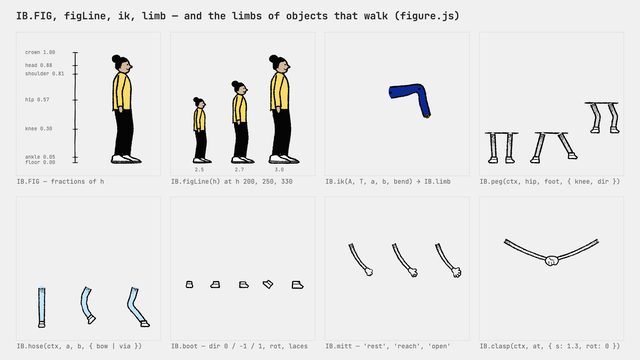 IB.FIG, figLine, ik, limb — and the limbs of objects that walk (figure.js)
crown 1.00
head 0.88
shoulder 0.81
hip 0.57
knee 0.30
ankle 0.05
floor 0.00
IB.FIG — fractions of h
2.5 2.7 3.0
IB.figLine(h) at h 200, 250, 330
IB.ik(A, T, a, b, bend) → IB.limb
IB.peg(ctx, hip, foot, { knee, dir })
IB.hose(ctx, a, b, { bow | via })
IB.boot — dir 0 / -1 / 1, rot, laces
IB.mitt — 'rest', 'reach', 'open'
IB.clasp(ctx, at, { s: 1.3, rot: 0 })